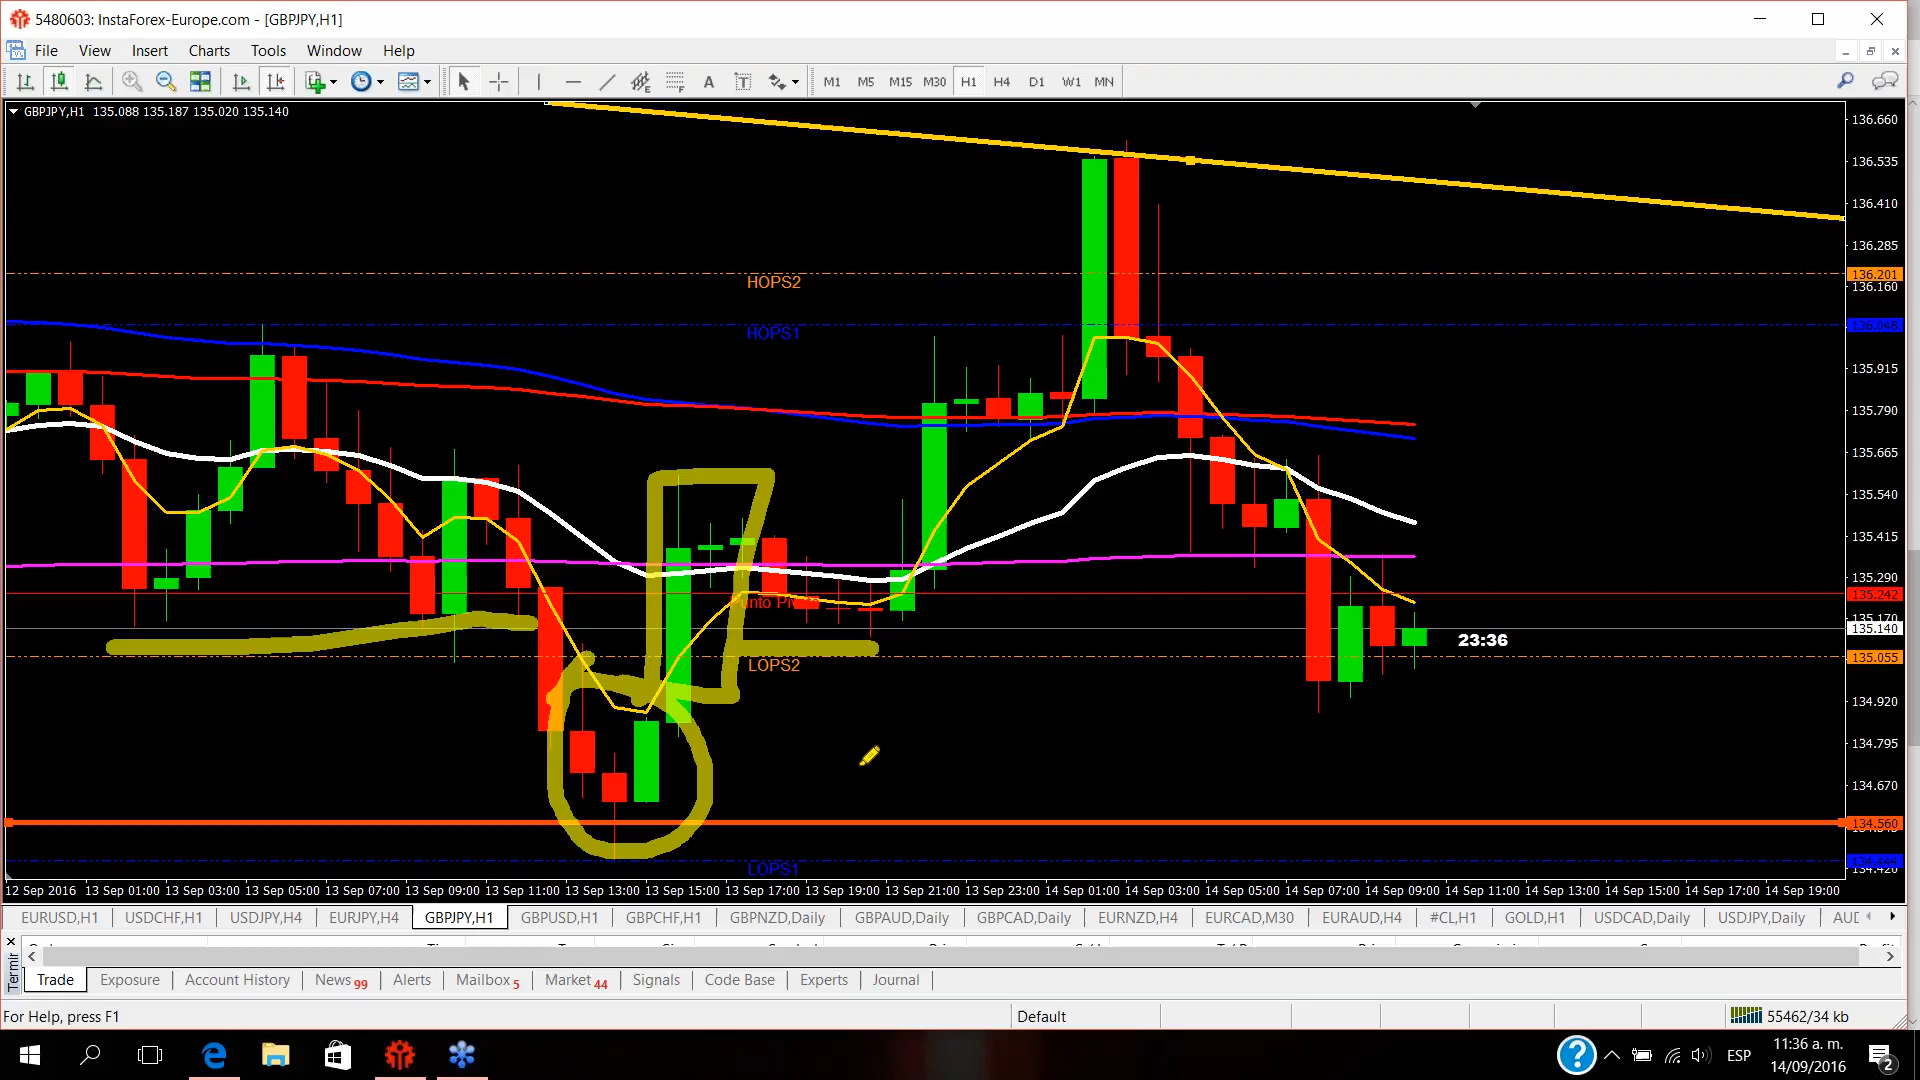 5480603: InstaForex-Europe.com - [GBPJPY,H1]
File View Insert Charts Tools Window Help
M1 M5 M15 M30 H1 H4 D1 W1 MN
GBPJPY,H1 135.088 135.187 135.020 135.140
136.660
136.535
136.410
136.285
136.201
HOPS2
136.160
136.048
HOPS1
135.915
135.790
135.665
135.540
135.415
135.290
135.242
135.170
135.140
23:36
135.055
LOPS2
134.920
134.795
134.670
134.560
134.444
LOPS1
134.420
12 Sep 2016 13 Sep 01:00 13 Sep 03:00 13 Sep 05:00 13 Sep 07:00 13 Sep 09:00 13 Sep 11:00 13 Sep 13:00 13 Sep 15:00 13 Sep 17:00 13 Sep 19:00 13 Sep 21:00 13 Sep 23:00 14 Sep 01:00 14 Sep 03:00 14 Sep 05:00 14 Sep 07:00 14 Sep 09:00 14 Sep 11:00 14 Sep 13:00 14 Sep 15:00 14 Sep 17:00 14 Sep 19:00
EURUSD,H1 USDCHF,H1 USDJPY,H4 EURJPY,H4 GBPJPY,H1 GBPUSD,H1 GBPCHF,H1 GBPNZD,Daily GBPAUD,Daily GBPCAD,Daily EURNZD,H4 EURCAD,M30 EURAUD,H4 #CL,H1 GOLD,H1 USDCAD,Daily USDJPY,Daily
Trade Exposure Account History News 99 Alerts Mailbox 5 Market 44 Signals Code Base Experts Journal
For Help, press F1 Default 55462/34 kb
ESP 11:36 a. m.
14/09/2016 2